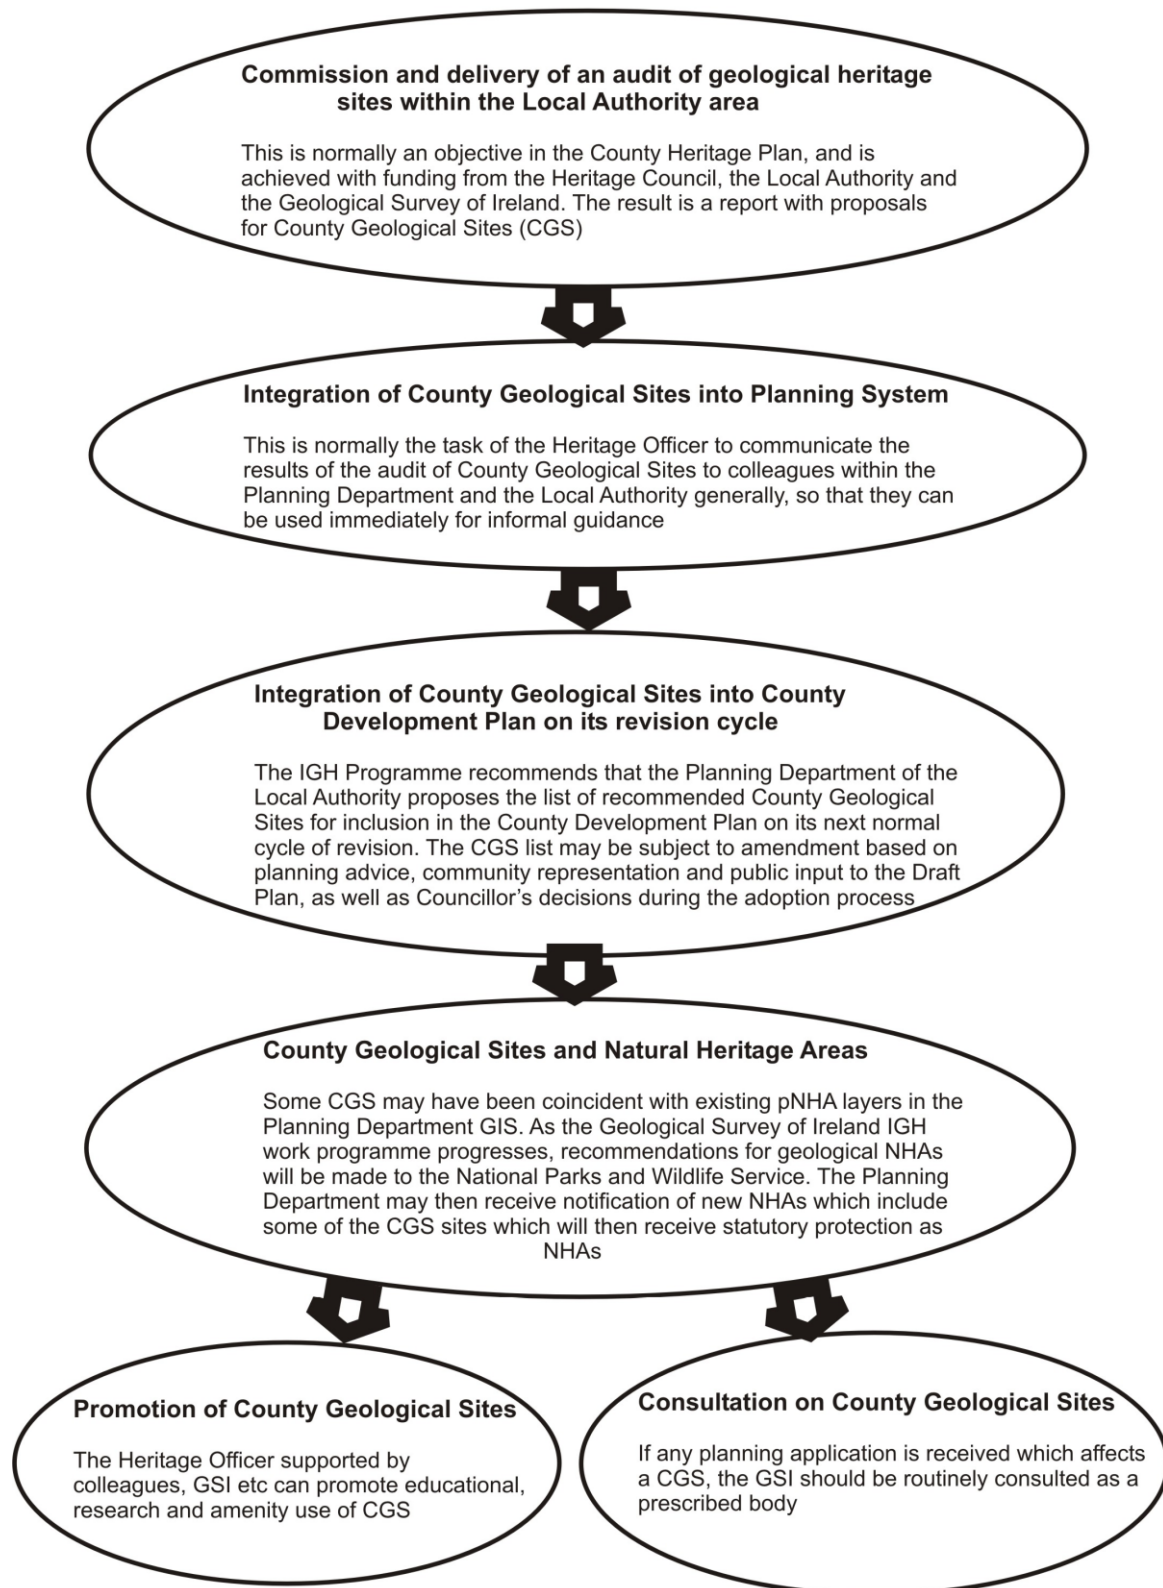 Commission and delivery of an audit of geological heritage
sites within the Local Authority area
This is normally an objective in the County Heritage Plan, and is
achieved with funding from the Heritage Council, the Local Authority and
the Geological Survey of Ireland. The result is a report with proposals
for County Geological Sites (CGS)
Integration of County Geological Sites into Planning System
This is normally the task of the Heritage Officer to communicate the
results of the audit of County Geological Sites to colleagues within the
Planning Department and the Local Authority generally, so that they can
be used immediately for informal guidance
Integration of County Geological Sites into County
Development Plan on its revision cycle
The IGH Programme recommends that the Planning Department of the
Local Authority proposes the list of recommended County Geological
Sites for inclusion in the County Development Plan on its next normal
cycle of revision. The CGS list may be subject to amendment based on
planning advice, community representation and public input to the Draft
Plan, as well as Councillor’s decisions during the adoption process
County Geological Sites and Natural Heritage Areas
Some CGS may have been coincident with existing pNHA layers in the
Planning Department GIS. As the Geological Survey of Ireland IGH
work programme progresses, recommendations for geological NHAs
will be made to the National Parks and Wildlife Service. The Planning
Department may then receive notification of new NHAs which include
some of the CGS sites which will then receive statutory protection as
NHAs
Promotion of County Geological Sites
The Heritage Officer supported by
colleagues, GSI etc can promote educational,
research and amenity use of CGS
Consultation on County Geological Sites
If any planning application is received which affects
a CGS, the GSI should be routinely consulted as a
prescribed body